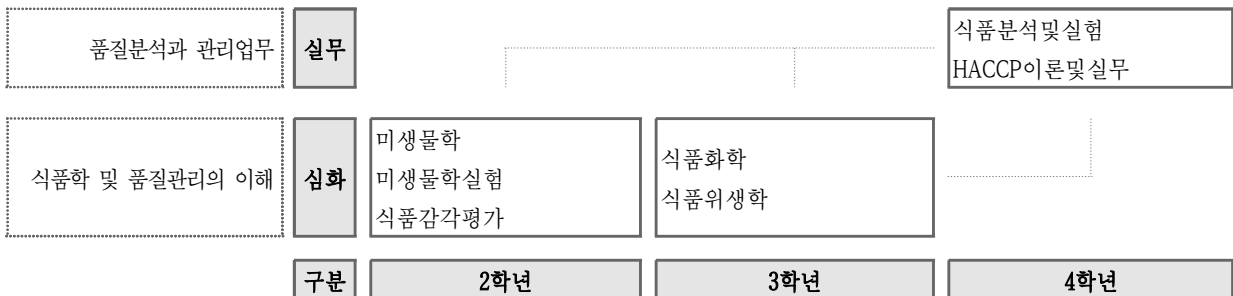 품질분석과 관리업무
실무
식품분석및실험
HACCP이론및실무
식품학 및 품질관리의 이해
심화
미생물학
미생물학실험
식품감각평가
식품화학
식품위생학
구분
2학년
3학년
4학년